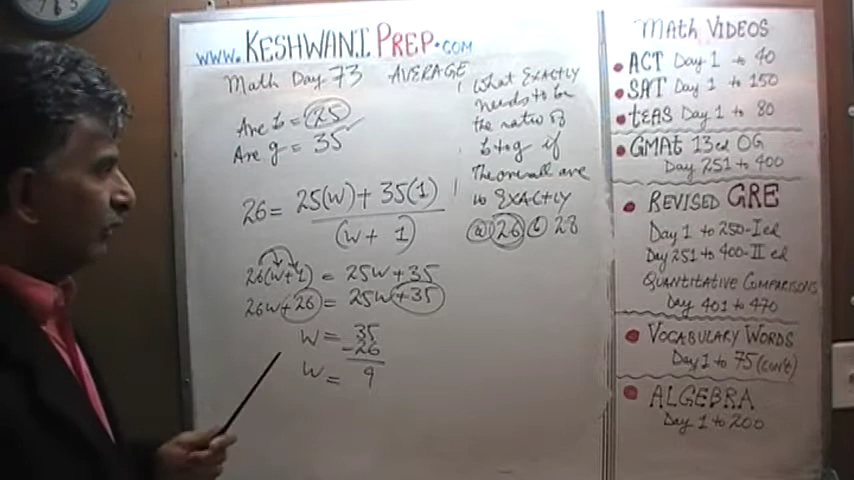 www.KESHWANIPREP.com
Math Day 73 AVERAGE
Ave b = 25
Ave g = 35
26 = 25(w) + 35(1)
(w + 1)
26(w+1) = 25w + 35
26w + 26 = 25w + 35
w = 35
- 26
w = 9
What EXACTLY
needs to be
the ratio of
b to g if
The overall ave
is EXACTLY
(a) 26 (b) 28
Math VIDEOS
ACT Day 1 to 40
SAT Day 1 to 150
tEAS Day 1 to 80
GMAt 13ed OG
Day 251 to 400
REVISED GRE
Day 1 to 250-I ed
Day 251 to 400-II ed
QUANTITATIVE COMPARISONS
Day 401 to 470
VOCABULARY WORDS
Day 1 to 75 (cont)
ALGEBRA
Day 1 to 200